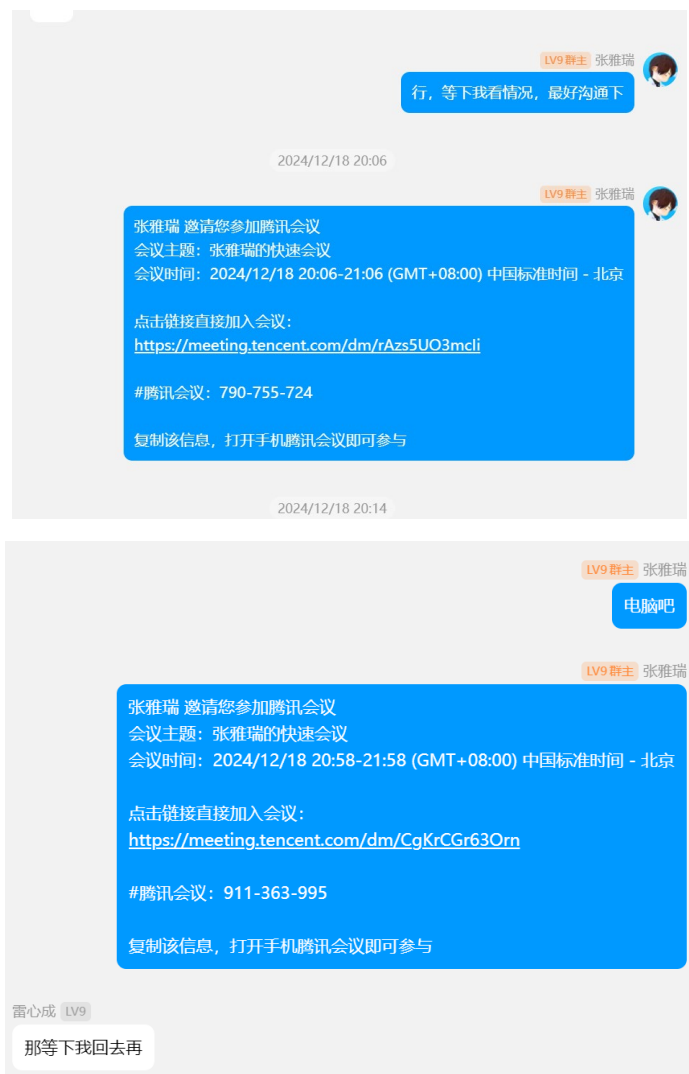 LV9 群主 张雅瑞
行，等下我看情况，最好沟通下
2024/12/18 20:06
LV9 群主 张雅瑞
张雅瑞 邀请您参加腾讯会议
会议主题：张雅瑞的快速会议
会议时间：2024/12/18 20:06-21:06 (GMT+08:00) 中国标准时间 - 北京
点击链接直接加入会议：
https://meeting.tencent.com/dm/rAzs5UO3mcli
#腾讯会议：790-755-724
复制该信息，打开手机腾讯会议即可参与
2024/12/18 20:14
LV9 群主 张雅瑞
电脑吧
LV9 群主 张雅瑞
张雅瑞 邀请您参加腾讯会议
会议主题：张雅瑞的快速会议
会议时间：2024/12/18 20:58-21:58 (GMT+08:00) 中国标准时间 - 北京
点击链接直接加入会议：
https://meeting.tencent.com/dm/CgKrCGr63Orn
#腾讯会议：911-363-995
复制该信息，打开手机腾讯会议即可参与
雷心成 LV9
那等下我回去再